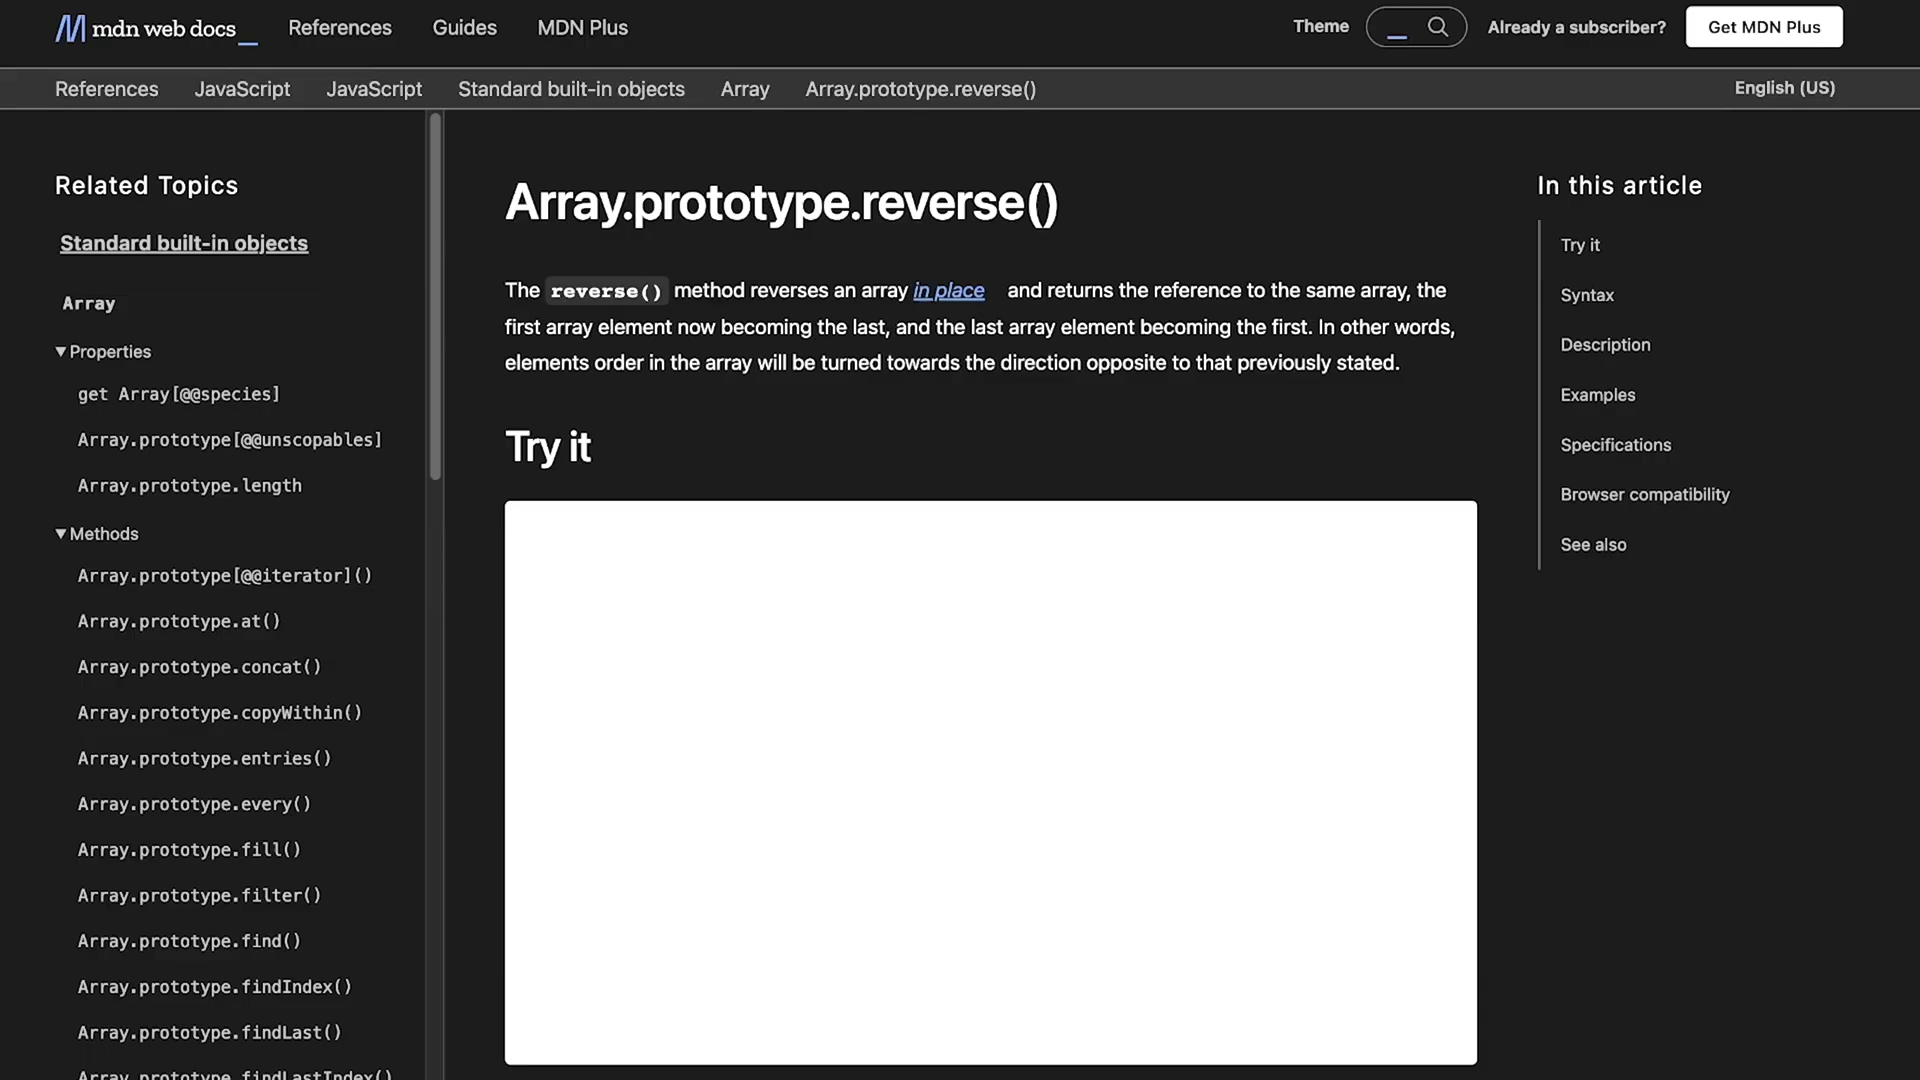 mdn web docs_
References
Guides
MDN Plus
Theme
Already a subscriber?
Get MDN Plus
References
JavaScript
JavaScript
Standard built-in objects
Array
Array.prototype.reverse()
English (US)
Related Topics
Standard built-in objects
Array
Properties
get Array[@@species]
Array.prototype[@@unscopables]
Array.prototype.length
Methods
Array.prototype[@@iterator]()
Array.prototype.at()
Array.prototype.concat()
Array.prototype.copyWithin()
Array.prototype.entries()
Array.prototype.every()
Array.prototype.fill()
Array.prototype.filter()
Array.prototype.find()
Array.prototype.findIndex()
Array.prototype.findLast()
Array.prototype.findLastIndex()
Array.prototype.reverse()
The reverse() method reverses an array in place and returns the reference to the same array, the
first array element now becoming the last, and the last array element becoming the first. In other words,
elements order in the array will be turned towards the direction opposite to that previously stated.
Try it
In this article
Try it
Syntax
Description
Examples
Specifications
Browser compatibility
See also